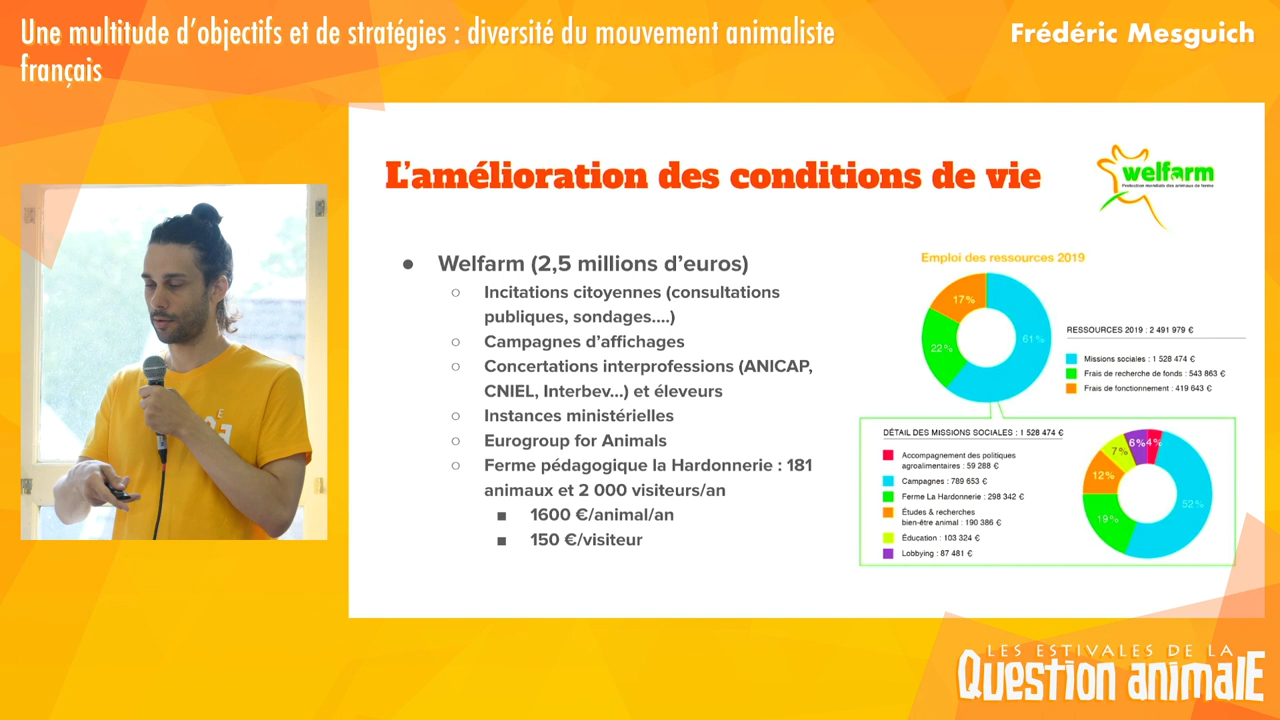 Une multitude d'objectifs et de stratégies : diversité du mouvement animaliste
français
Frédéric Mesguich
L'amélioration des conditions de vie
welfarm
Protection mondiale des animaux de ferme
● Welfarm (2,5 millions d'euros)
○ Incitations citoyennes (consultations
publiques, sondages....)
○ Campagnes d'affichages
○ Concertations interprofessions (ANICAP,
CNIEL, Interbev...) et éleveurs
○ Instances ministérielles
○ Eurogroup for Animals
○ Ferme pédagogique la Hardonnerie : 181
animaux et 2 000 visiteurs/an
■ 1600 €/animal/an
■ 150 €/visiteur
Emploi des ressources 2019
17%
61%
22%
RESSOURCES 2019 : 2 491 979 €
Missions sociales : 1 528 474 €
Frais de recherche de fonds : 543 863 €
Frais de fonctionnement : 419 643 €
DÉTAIL DES MISSIONS SOCIALES : 1 528 474 €
Accompagnement des politiques
agroalimentaires : 59 288 €
Campagnes : 789 653 €
Ferme La Hardonnerie : 298 342 €
Études & recherches
bien-être animal : 190 386 €
Éducation : 103 324 €
Lobbying : 87 481 €
6%
4%
7%
12%
52%
19%
LES ESTIVALES DE LA
QUESTION ANIMALE